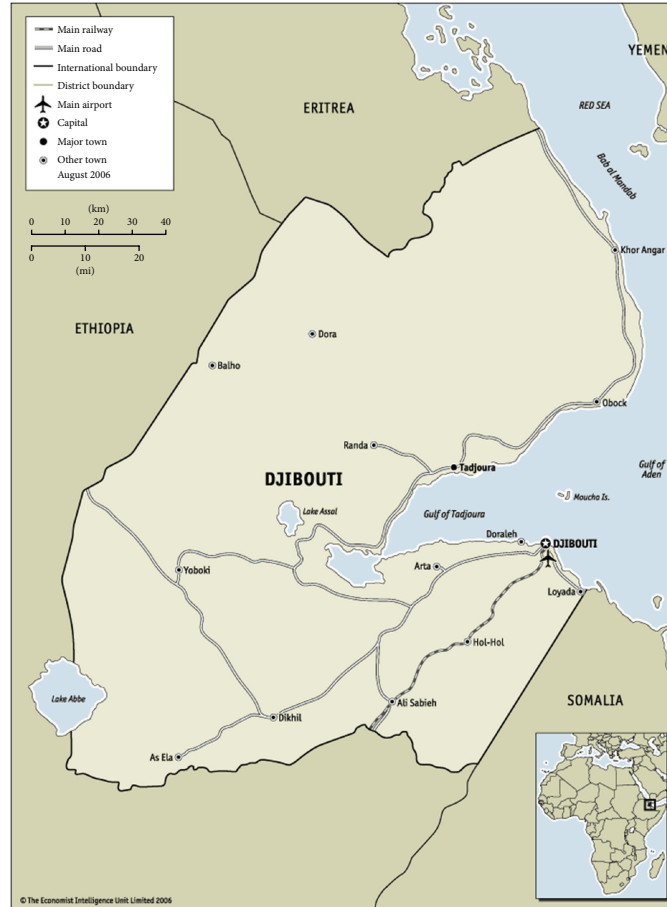 Main railway
Main road
International boundary
District boundary
Main airport
Capital
Major town
Other town
August 2006
(km)
0 10 20 30 40
0 10 20
(mi)
YEMEN
ERITREA
RED SEA
Bab al Mandab
Khor Angar
ETHIOPIA
Dora
Balho
Obock
Randa
Tadjoura
DJIBOUTI
Gulf of
Aden
Moucha Is.
Lake Assal
Gulf of Tadjoura
Doraleh
DJIBOUTI
Yoboki
Arta
Loyada
Hol-Hol
Lake Abbe
Ali Sabieh
SOMALIA
Dikhil
As Ela
© The Economist Intelligence Unit Limited 2006